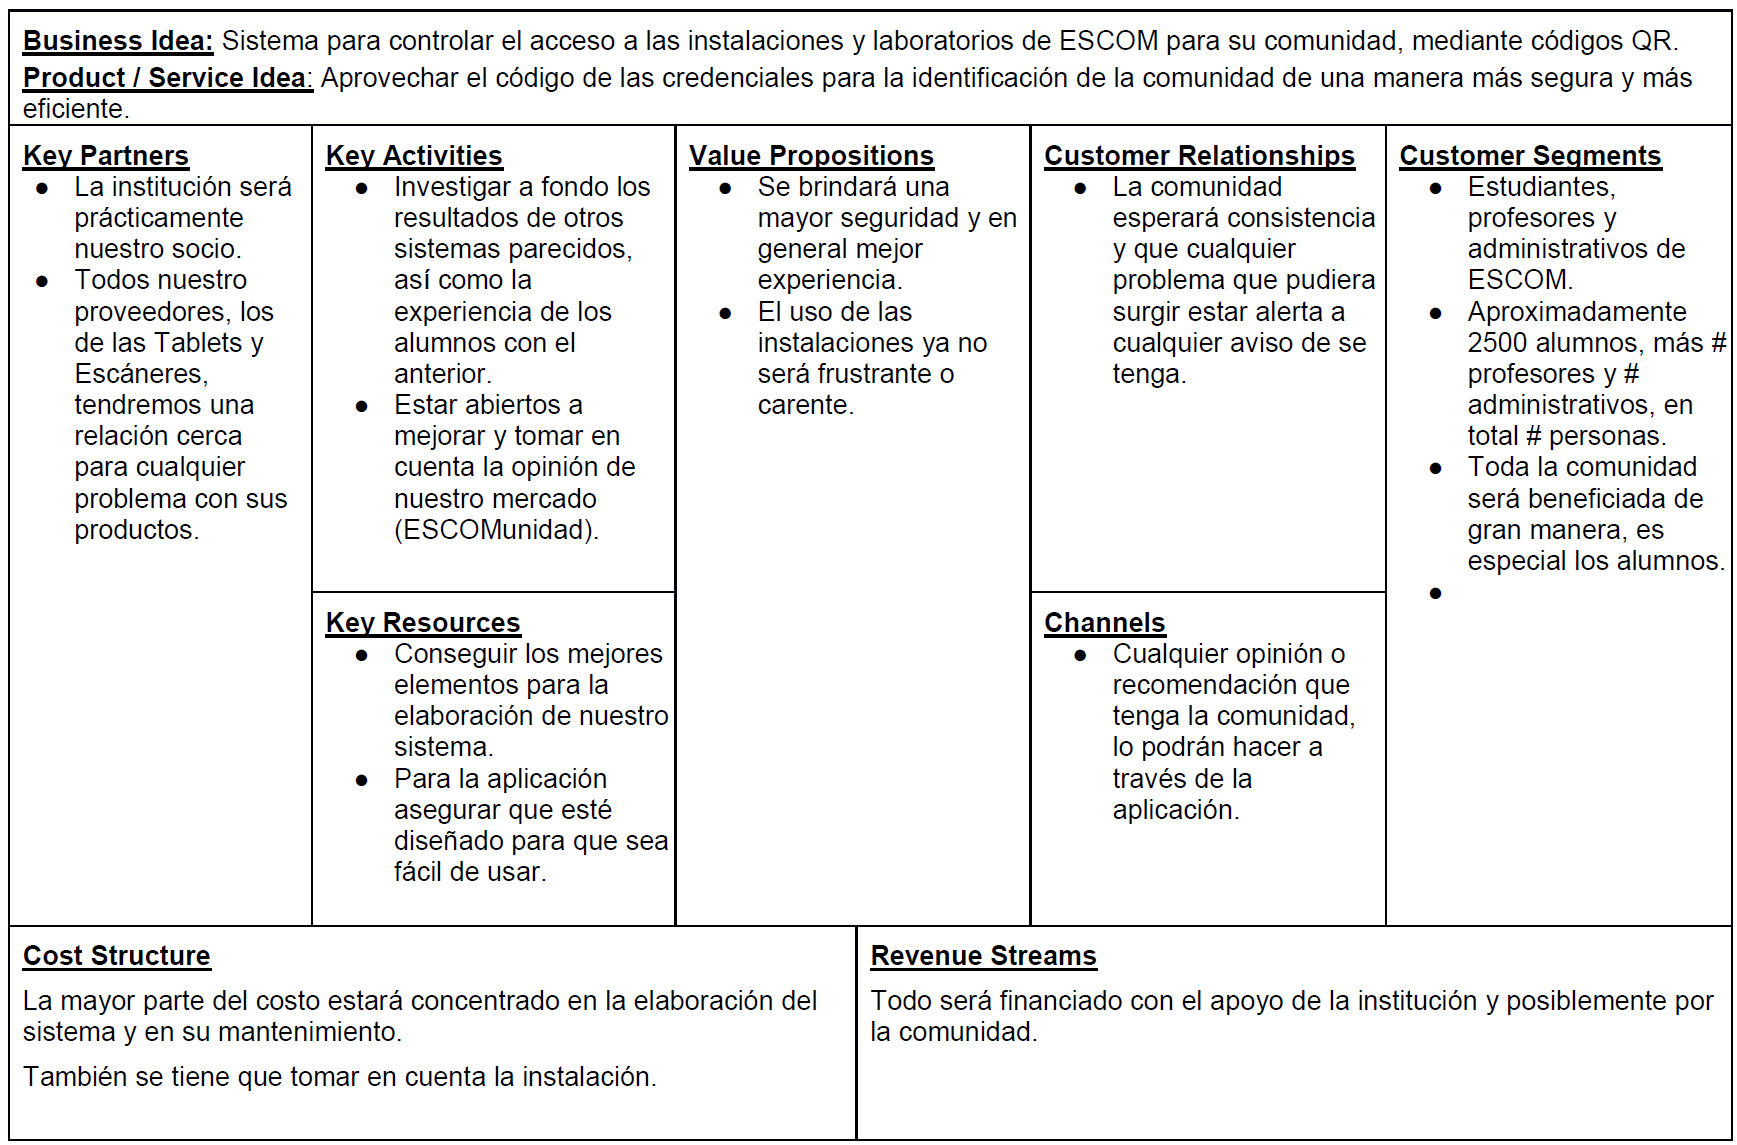 Business Idea: Sistema para controlar el acceso a las instalaciones y laboratorios de ESCOM para su comunidad, mediante códigos QR.
Product / Service Idea: Aprovechar el código de las credenciales para la identificación de la comunidad de una manera más segura y más
eficiente.
Key Partners
● La institución será
prácticamente
nuestro socio.
● Todos nuestro
proveedores, los
de las Tablets y
Escáneres,
tendremos una
relación cerca
para cualquier
problema con sus
productos.
Key Activities
● Investigar a fondo los
resultados de otros
sistemas parecidos,
así como la
experiencia de los
alumnos con el
anterior.
● Estar abiertos a
mejorar y tomar en
cuenta la opinión de
nuestro mercado
(ESCOMunidad).
Key Resources
● Conseguir los mejores
elementos para la
elaboración de nuestro
sistema.
● Para la aplicación
asegurar que esté
diseñado para que sea
fácil de usar.
Value Propositions
● Se brindará una
mayor seguridad y en
general mejor
experiencia.
● El uso de las
instalaciones ya no
será frustrante o
carente.
Customer Relationships
● La comunidad
esperará consistencia
y que cualquier
problema que pudiera
surgir estar alerta a
cualquier aviso de se
tenga.
Channels
● Cualquier opinión o
recomendación que
tenga la comunidad,
lo podrán hacer a
través de la
aplicación.
Customer Segments
● Estudiantes,
profesores y
administrativos de
ESCOM.
● Aproximadamente
2500 alumnos, más #
profesores y #
administrativos, en
total # personas.
● Toda la comunidad
será beneficiada de
gran manera, es
especial los alumnos.
●
Cost Structure
La mayor parte del costo estará concentrado en la elaboración del
sistema y en su mantenimiento.
También se tiene que tomar en cuenta la instalación.
Revenue Streams
Todo será financiado con el apoyo de la institución y posiblemente por
la comunidad.